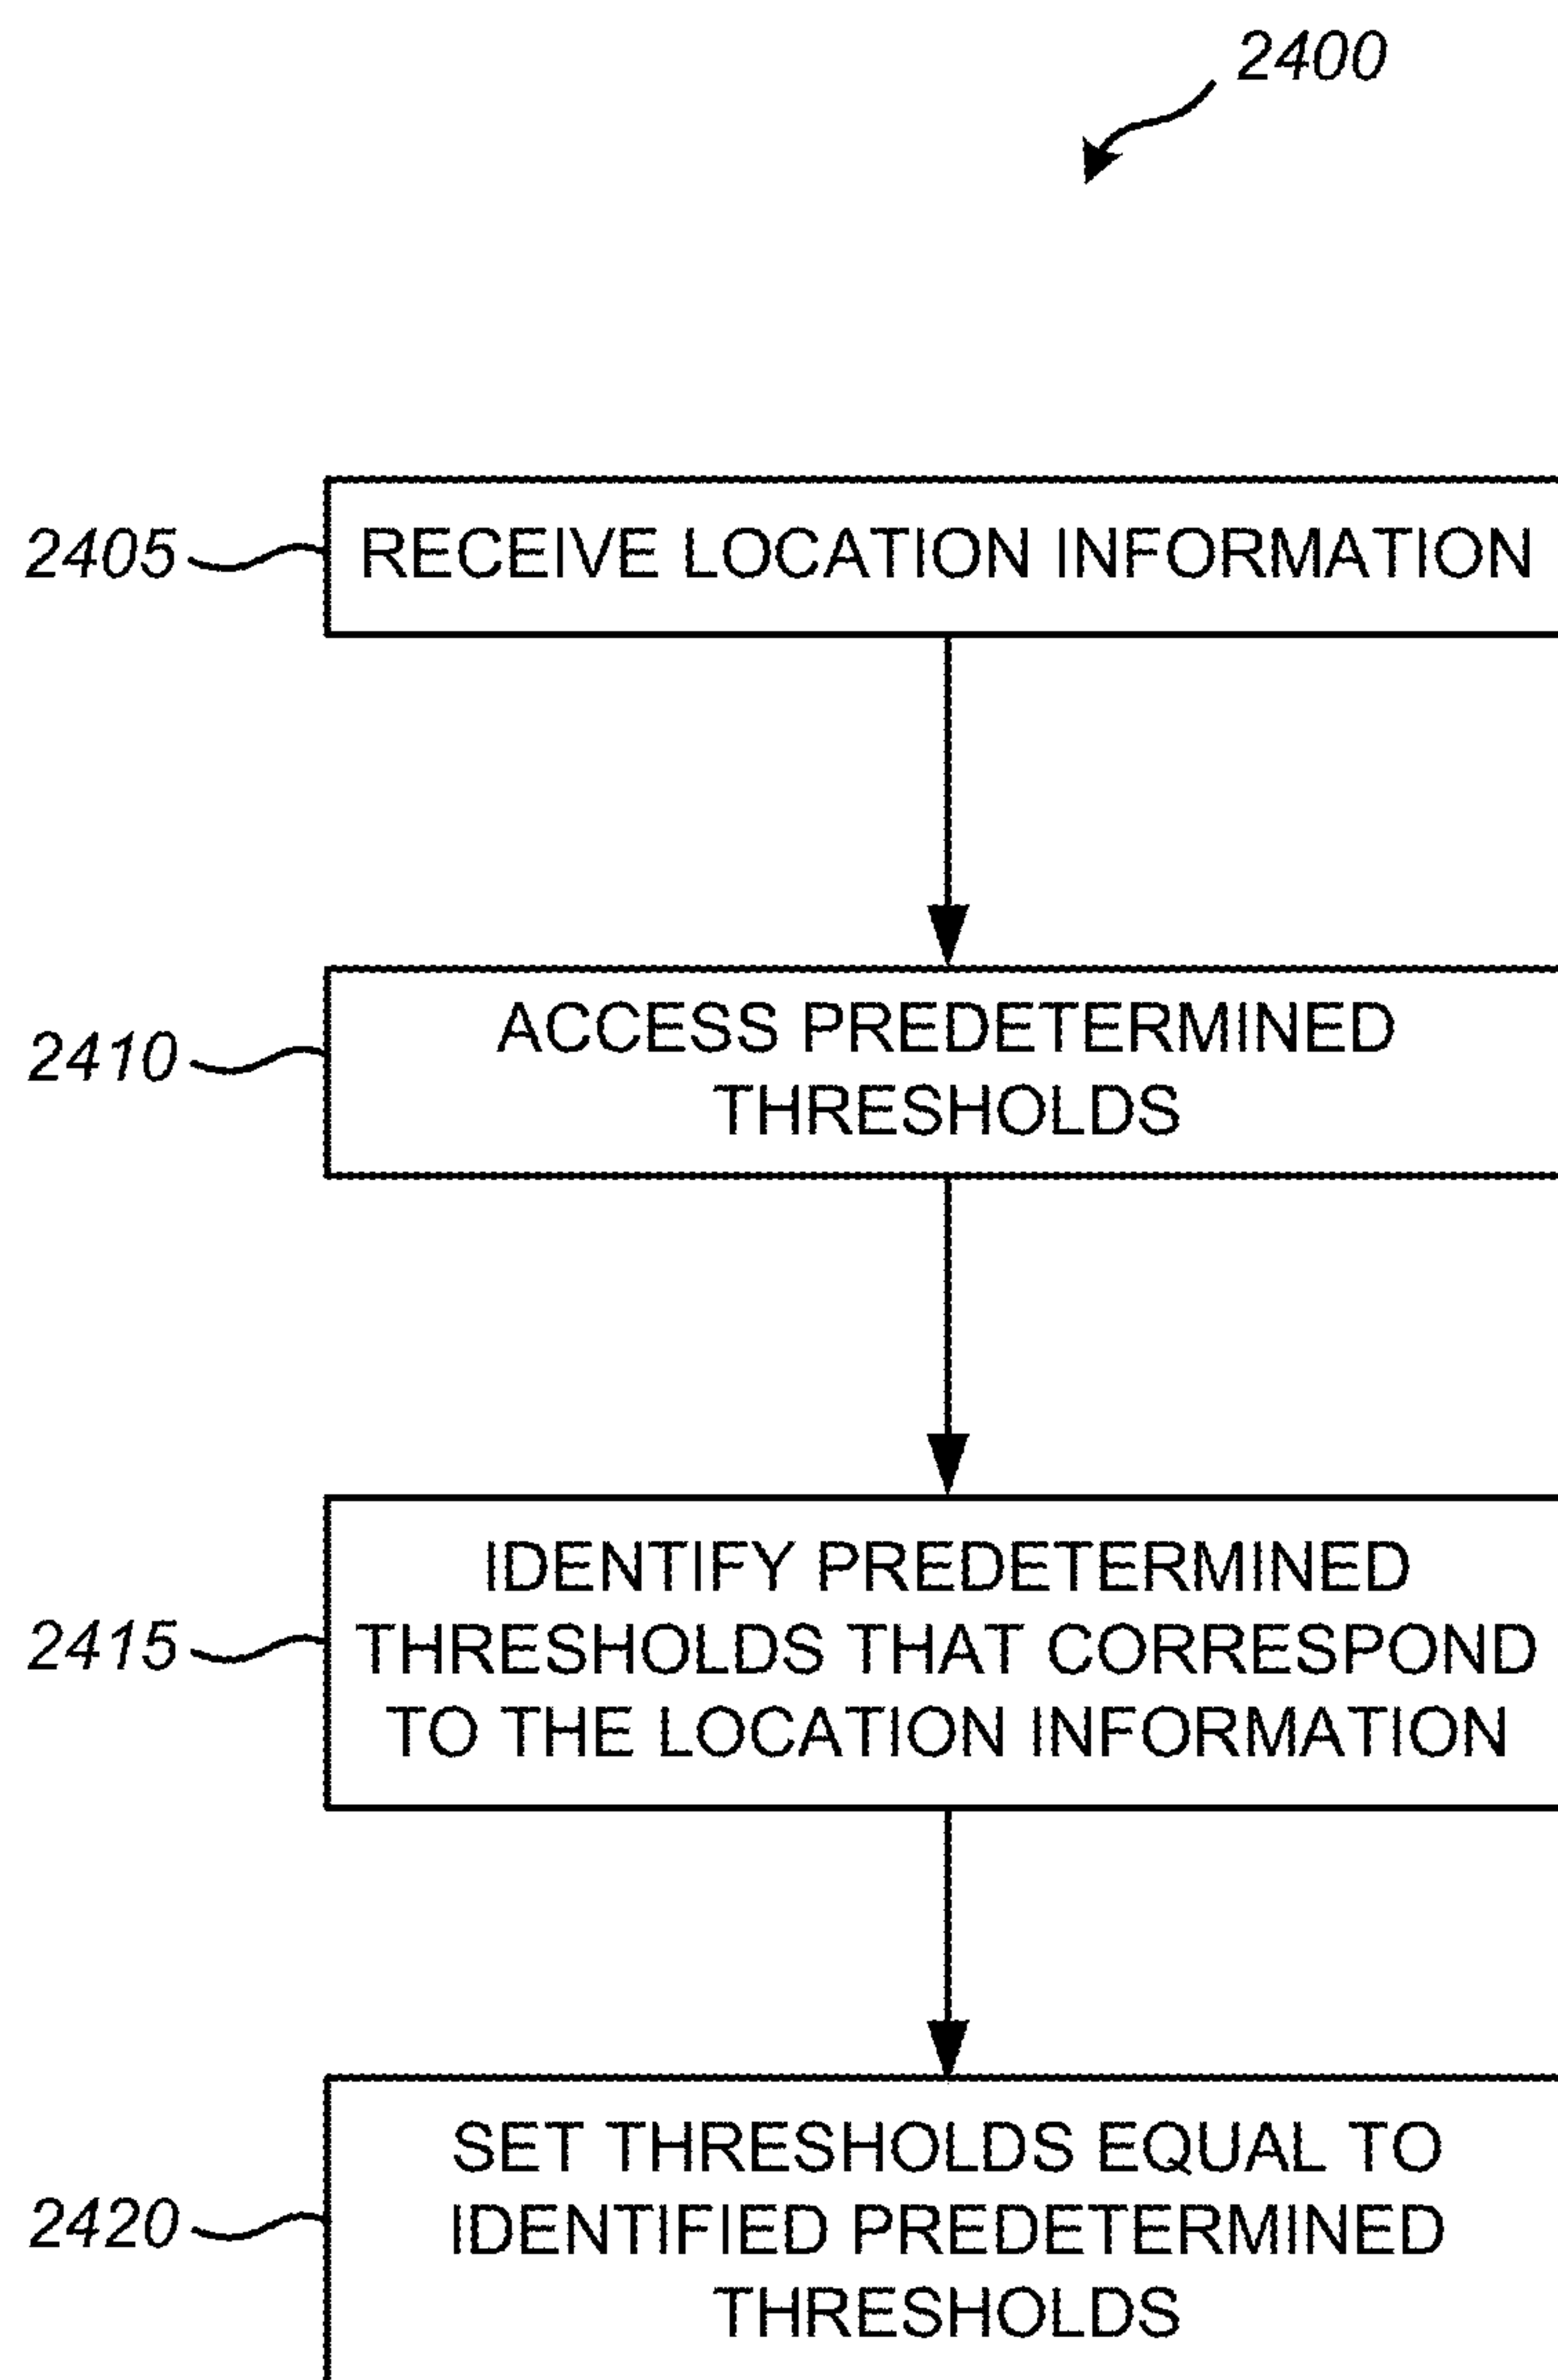 2400
2405
RECEIVE LOCATION INFORMATION
2410
ACCESS PREDETERMINED
THRESHOLDS
2415
IDENTIFY PREDETERMINED
THRESHOLDS THAT CORRESPOND
TO THE LOCATION INFORMATION
2420
SET THRESHOLDS EQUAL TO
IDENTIFIED PREDETERMINED
THRESHOLDS